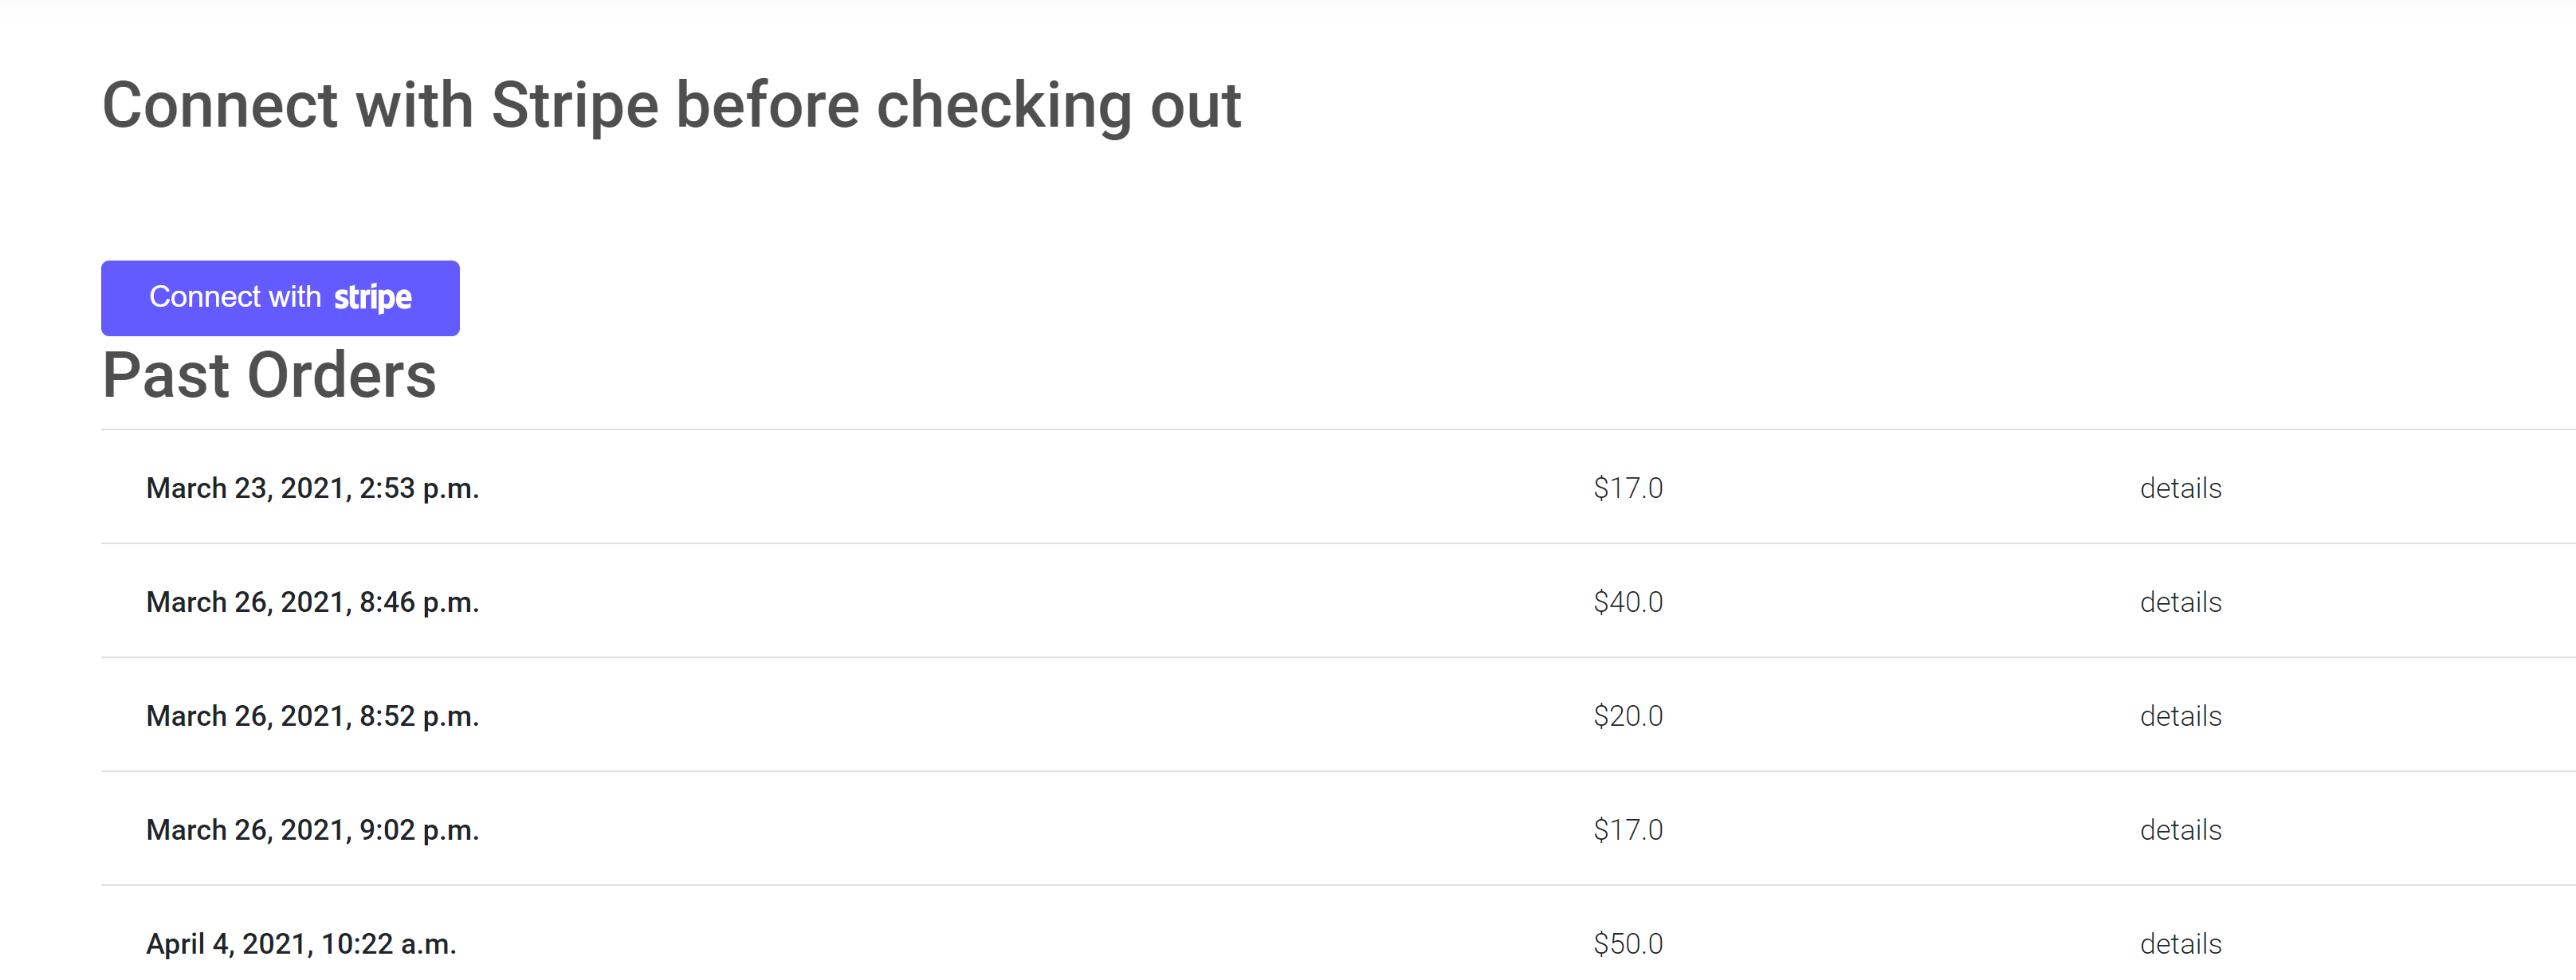 Connect with Stripe before checking out
Connect with stripe
Past Orders
March 23, 2021, 2:53 p.m. $17.0 details
March 26, 2021, 8:46 p.m. $40.0 details
March 26, 2021, 8:52 p.m. $20.0 details
March 26, 2021, 9:02 p.m. $17.0 details
April 4, 2021, 10:22 a.m. $50.0 details